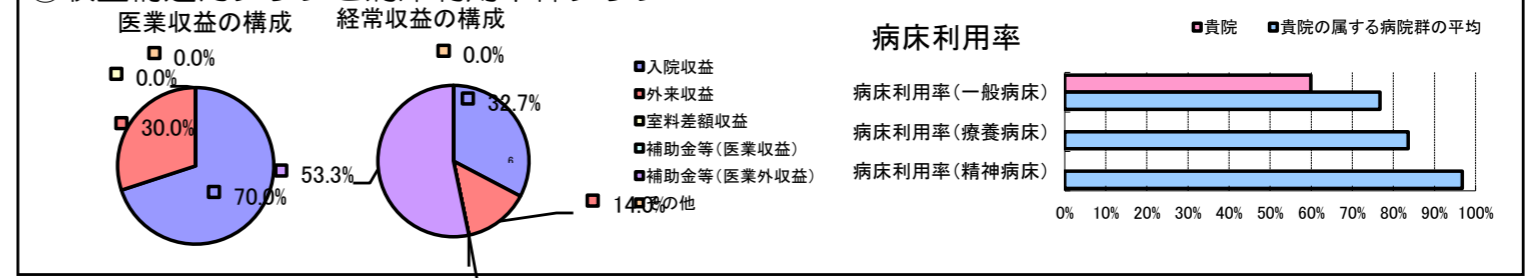 医業収益の構成
経常収益の構成
0.0%
0.0%
30.0%
70.0%
0.0%
32.7%
53.3%
14.0%
入院収益
外来収益
室料差額収益
補助金等(医業収益)
補助金等(医業外収益)
その他
病床利用率
貴院 貴院の属する病院群の平均
病床利用率(一般病床)
病床利用率(療養病床)
病床利用率(精神病床)
0% 10% 20% 30% 40% 50% 60% 70% 80% 90% 100%